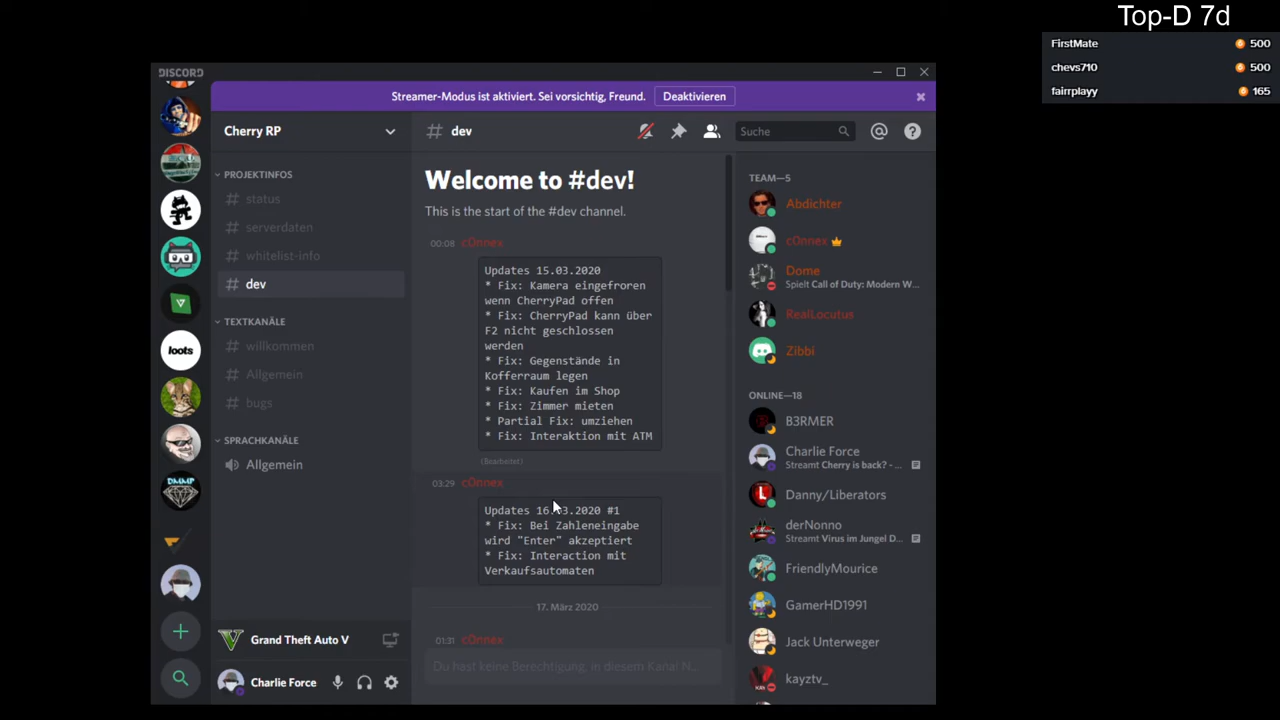 Top-D 7d
FirstMate 500
chevs710 500
fairrplayy 165
DISCORD
Streamer-Modus ist aktiviert. Sei vorsichtig, Freund. Deaktivieren
Cherry RP
# dev
Suche
PROJEKTINFOS
# status
# serverdaten
# whitelist-info
# dev
TEXTKANÄLE
# willkommen
# Allgemein
# bugs
SPRACHKANÄLE
Allgemein
Grand Theft Auto V
Charlie Force
loots
DMMP
Welcome to #dev!
This is the start of the #dev channel.
00:08 c0nnex
Updates 15.03.2020
* Fix: Kamera eingefroren
wenn CherryPad offen
* Fix: CherryPad kann über
F2 nicht geschlossen
werden
* Fix: Gegenstände in
Kofferraum legen
* Fix: Kaufen im Shop
* Fix: Zimmer mieten
* Partial Fix: umziehen
* Fix: Interaktion mit ATM
(Bearbeitet)
03:29 c0nnex
Updates 16.03.2020 #1
* Fix: Bei Zahleneingabe
wird "Enter" akzeptiert
* Fix: Interaction mit
Verkaufsautomaten
17. März 2020
01:31 c0nnex
Du hast keine Berechtigung, in diesem Kanal N...
TEAM—5
Abdichter
c0nnex
Dome
Spielt Call of Duty: Modern W...
RealLocutus
Zibbi
ONLINE—18
B3RMER
Charlie Force
Streamt Cherry is back? - ...
Danny/Liberators
derNonno
Streamt Virus im Jungel D...
FriendlyMourice
GamerHD1991
Jack Unterweger
kayztv_